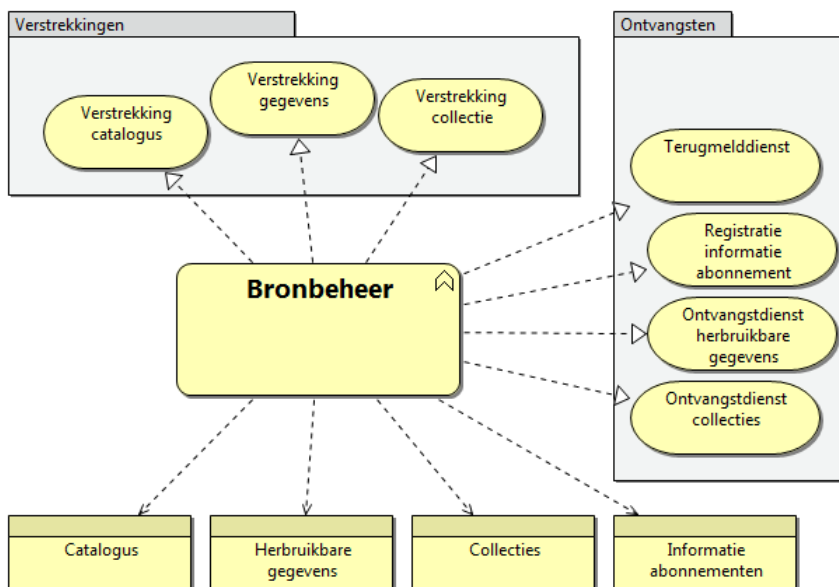 Verstrekkingen
Ontvangsten
Verstrekking
catalogus
Verstrekking
gegevens
Verstrekking
collectie
Terugmelddienst
Registratie
informatie
abonnement
Ontvangstdienst
herbruikbare
gegevens
Ontvangstdienst
collecties
Bronbeheer
Catalogus
Herbruikbare
gegevens
Collecties
Informatie
abonnementen